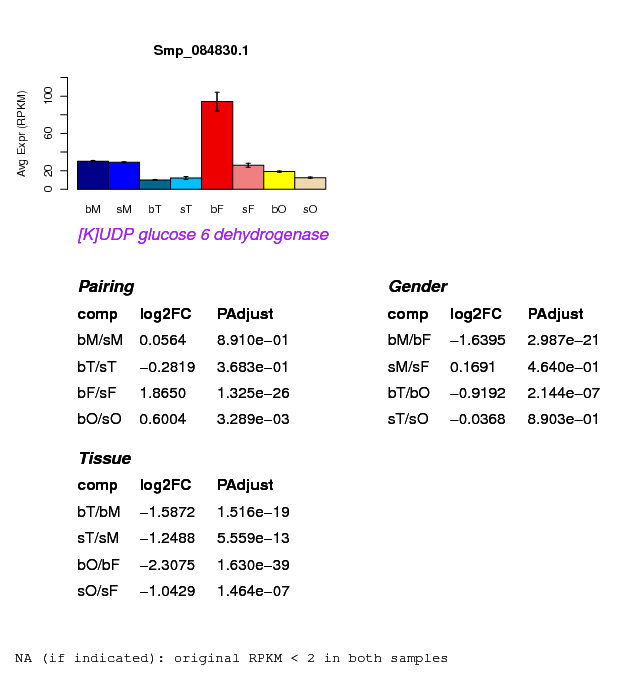 Smp_084830.1
Avg Expr (RPKM)
0 20 60 100
bM sM bT sT bF sF bO sO
[K]UDP glucose 6 dehydrogenase
Pairing
comp log2FC PAdjust
bM/sM 0.0564 8.910e−01
bT/sT −0.2819 3.683e−01
bF/sF 1.8650 1.325e−26
bO/sO 0.6004 3.289e−03
Gender
comp log2FC PAdjust
bM/bF −1.6395 2.987e−21
sM/sF 0.1691 4.640e−01
bT/bO −0.9192 2.144e−07
sT/sO −0.0368 8.903e−01
Tissue
comp log2FC PAdjust
bT/bM −1.5872 1.516e−19
sT/sM −1.2488 5.559e−13
bO/bF −2.3075 1.630e−39
sO/sF −1.0429 1.464e−07
NA (if indicated): original RPKM < 2 in both samples